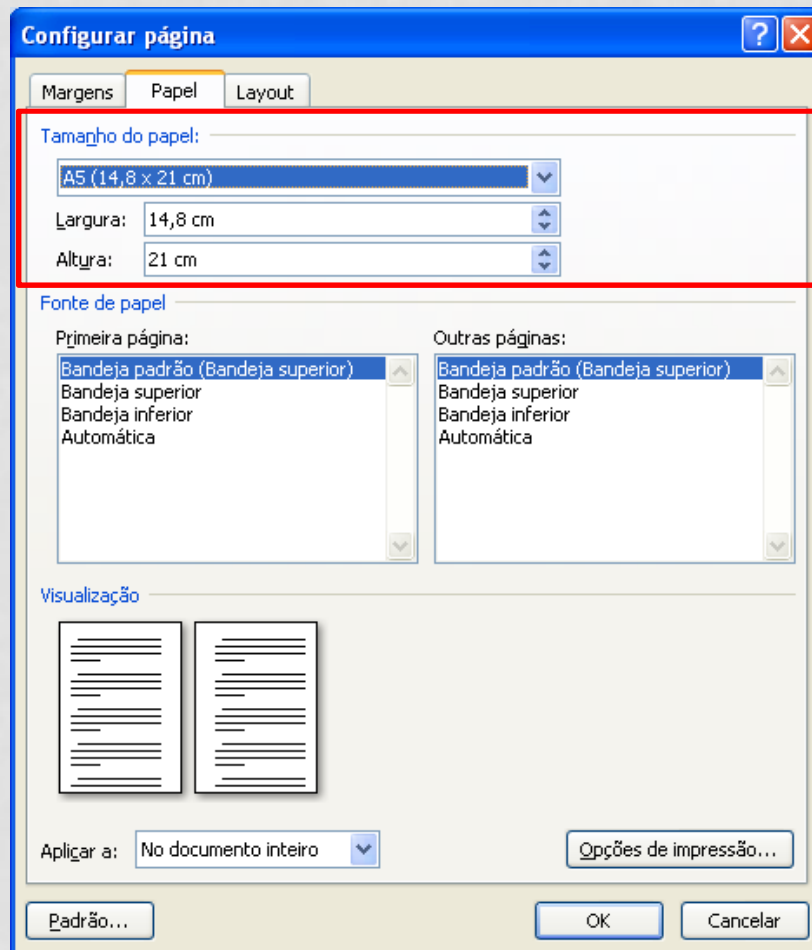 Configurar página
Margens Papel Layout
Tamanho do papel:
A5 (14,8 x 21 cm)
Largura: 14,8 cm
Altura: 21 cm
Fonte de papel
Primeira página: Outras páginas:
Bandeja padrão (Bandeja superior) Bandeja padrão (Bandeja superior)
Bandeja superior Bandeja superior
Bandeja inferior Bandeja inferior
Automática Automática
Visualização
Aplicar a: No documento inteiro Opções de impressão...
Padrão... OK Cancelar